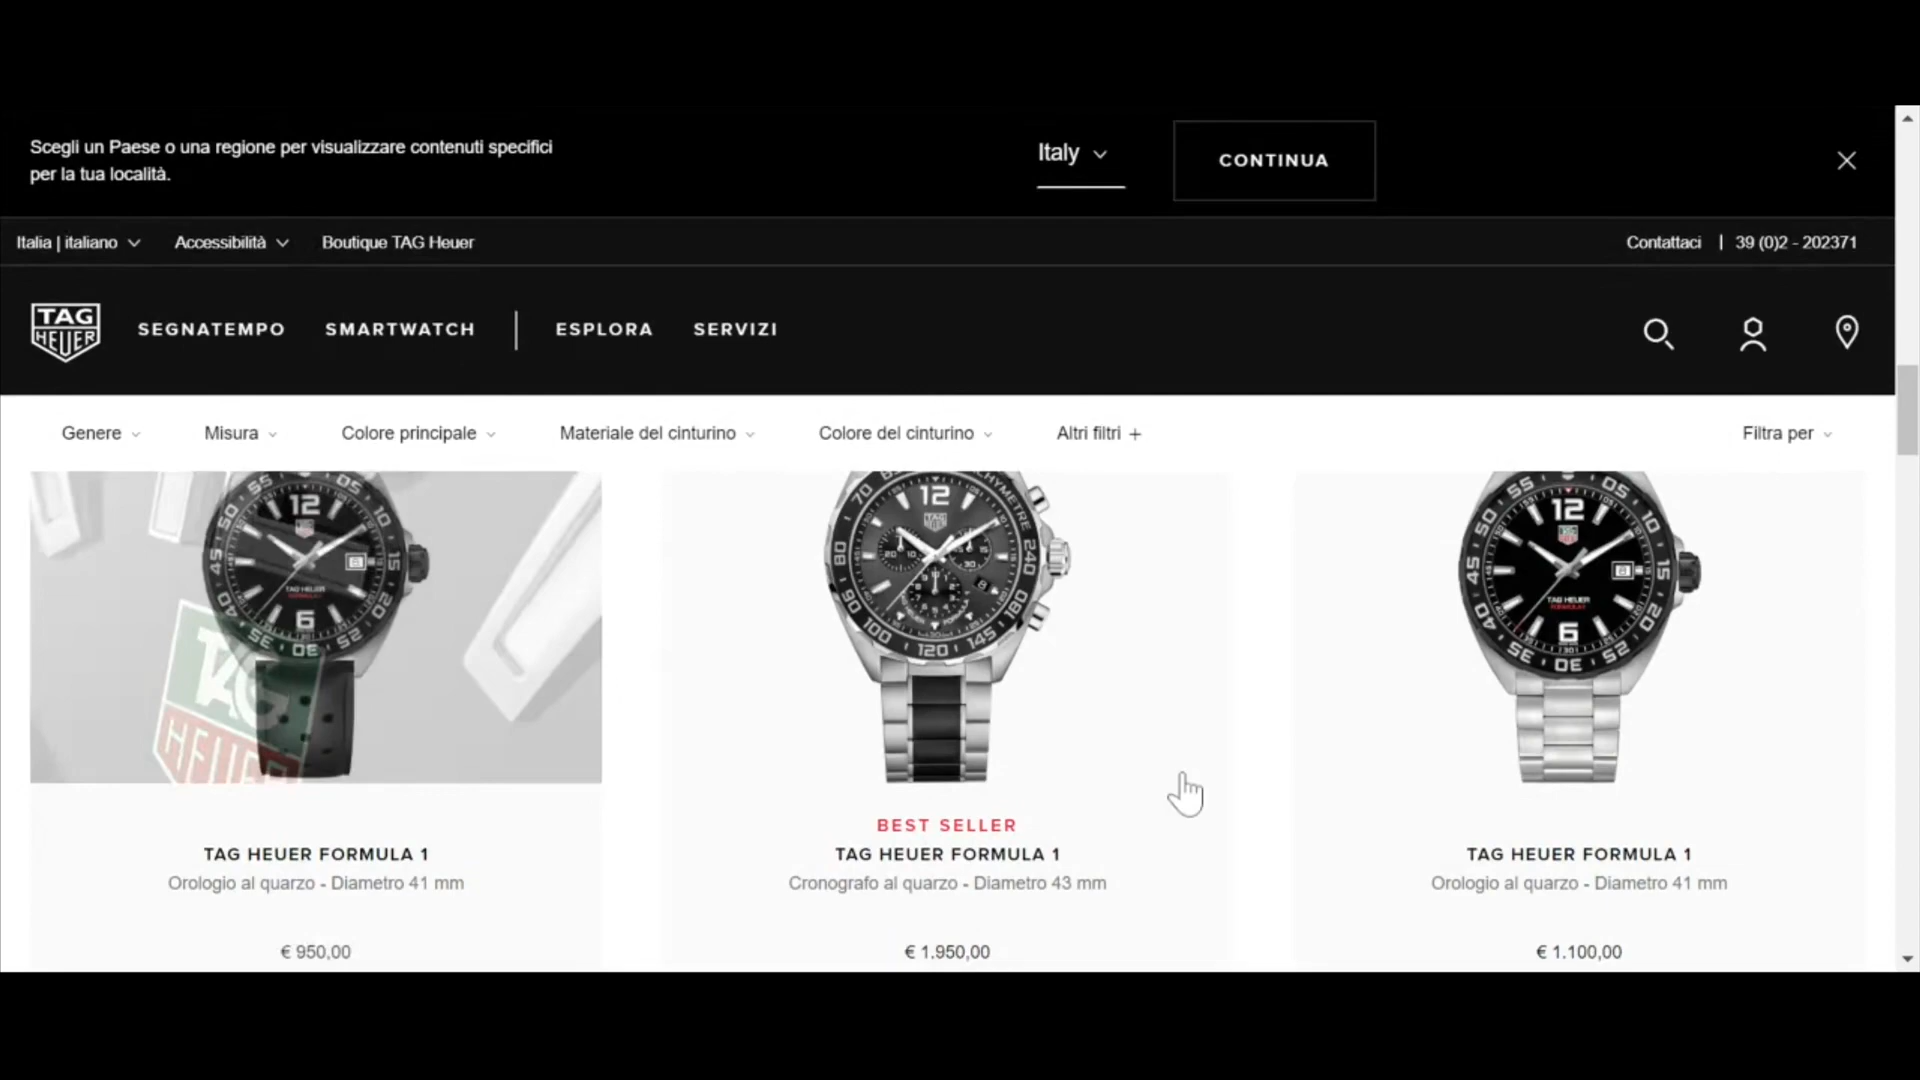 Scegli un Paese o una regione per visualizzare contenuti specifici
per la tua località.
Italy
CONTINUA
Italia | italiano
Accessibilità
Boutique TAG Heuer
Contattaci | 39 (0)2 - 202371
TAG
HEUER
SEGNATEMPO
SMARTWATCH
ESPLORA
SERVIZI
Genere
Misura
Colore principale
Materiale del cinturino
Colore del cinturino
Altri filtri +
Filtra per
TAG HEUER FORMULA 1
Orologio al quarzo - Diametro 41 mm
€ 950,00
BEST SELLER
TAG HEUER FORMULA 1
Cronografo al quarzo - Diametro 43 mm
€ 1.950,00
TAG HEUER FORMULA 1
Orologio al quarzo - Diametro 41 mm
€ 1.100,00